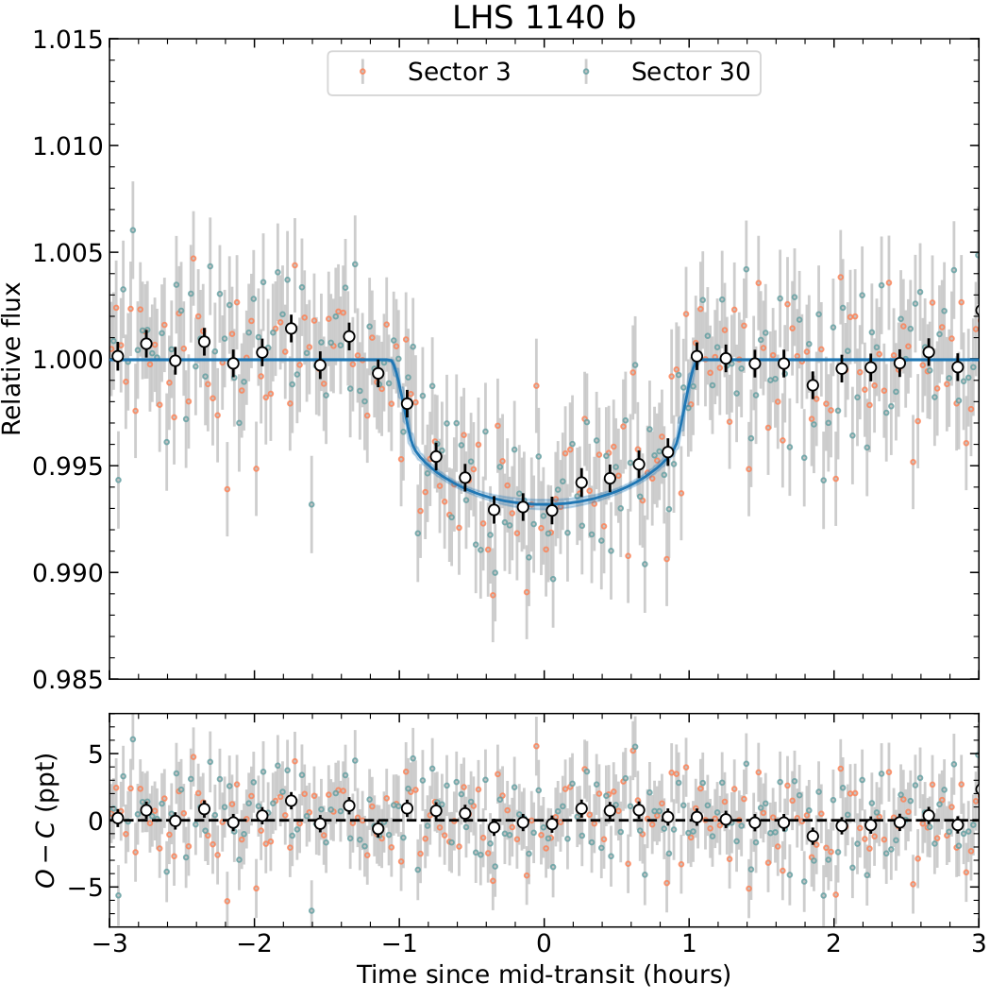 LHS 1140 b
Sector 3 Sector 30
1.015
1.010
1.005
1.000
0.995
0.990
0.985
Relative flux
5
0
−5
O − C (ppt)
−3 −2 −1 0 1 2 3
Time since mid-transit (hours)